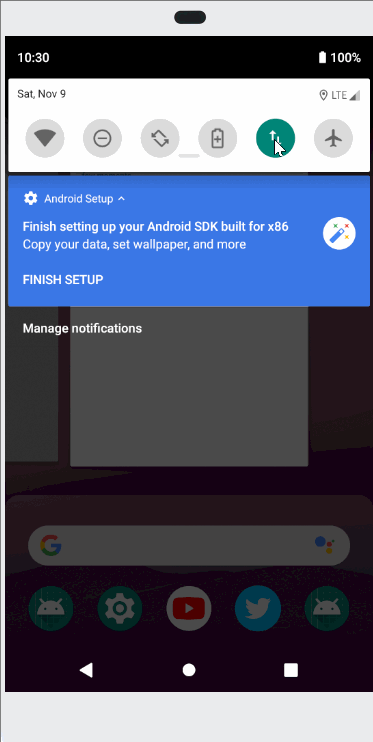 10:30
100%
Sat, Nov 9
LTE
Android Setup
Finish setting up your Android SDK built for x86
Copy your data, set wallpaper, and more
FINISH SETUP
Manage notifications